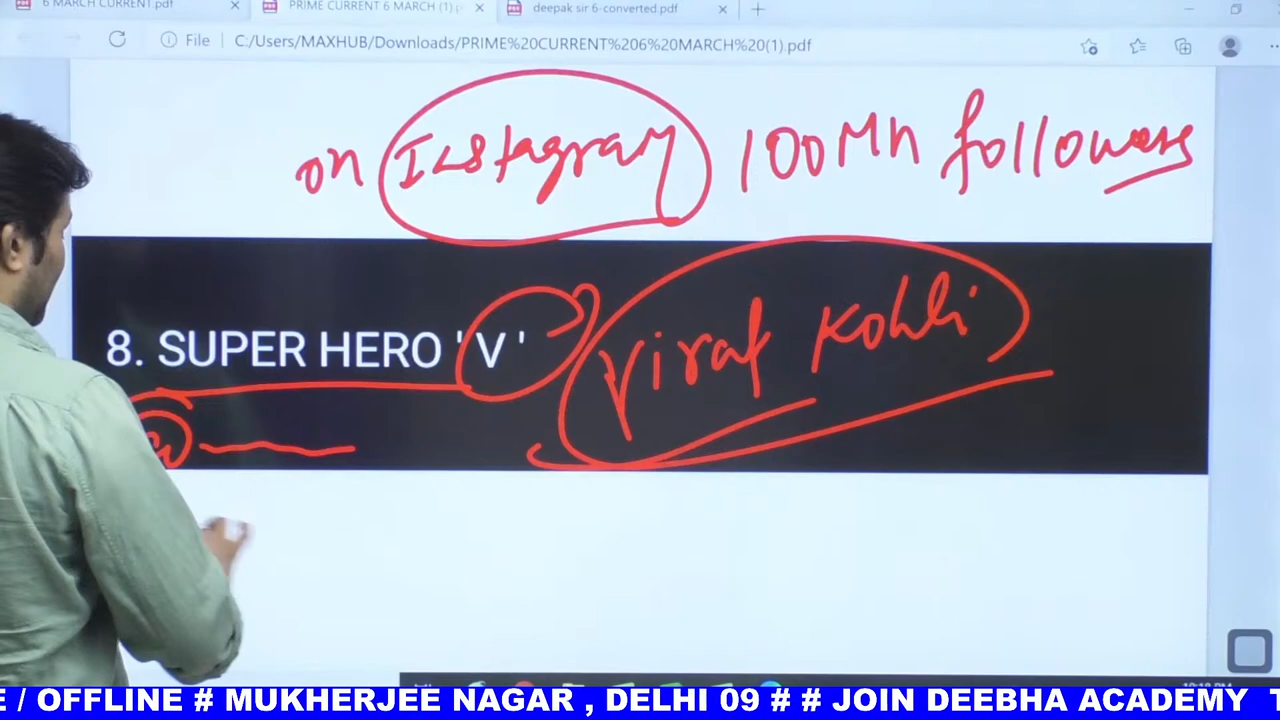 6 MARCH CURRENT.pdf
PRIME CURRENT 6 MARCH (1)
deepak sir 6-converted.pdf
File
C:/Users/MAXHUB/Downloads/PRIME%20CURRENT%206%20MARCH%20(1).pdf
on Instagram 100Mn followers
8. SUPER HERO ' V ' Virat Kohli
E / OFFLINE # MUKHERJEE NAGAR , DELHI 09 # # JOIN DEEBHA ACADEMY T